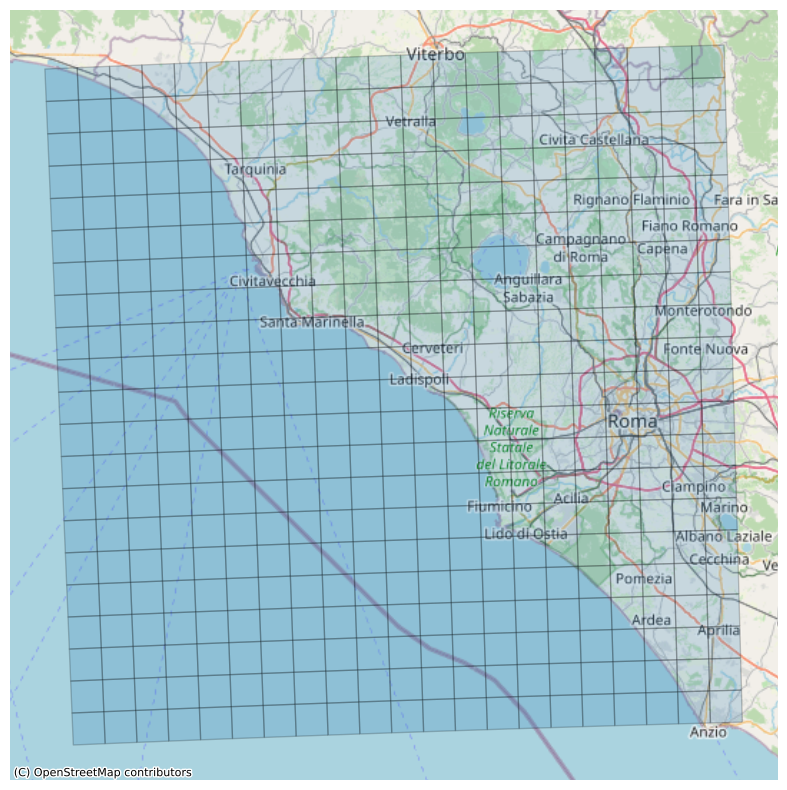 Viterbo
Vetralla
Civita Castellana
Tarquinia
Rignano Flaminio
Fara in Sa
Fiano Romano
Campagnano
di Roma
Capena
Civitavecchia
Anguillara
Sabazia
Monterotondo
Santa Marinella
Cerveteri
Fonte Nuova
Ladispoli
Riserva
Naturale
Statale
del Litorale
Romano
Roma
Ciampino
Acilia
Fiumicino
Marino
Lido di Ostia
Albano Laziale
Cecchina
Ve
Pomezia
Ardea
Aprilia
Anzio
(C) OpenStreetMap contributors